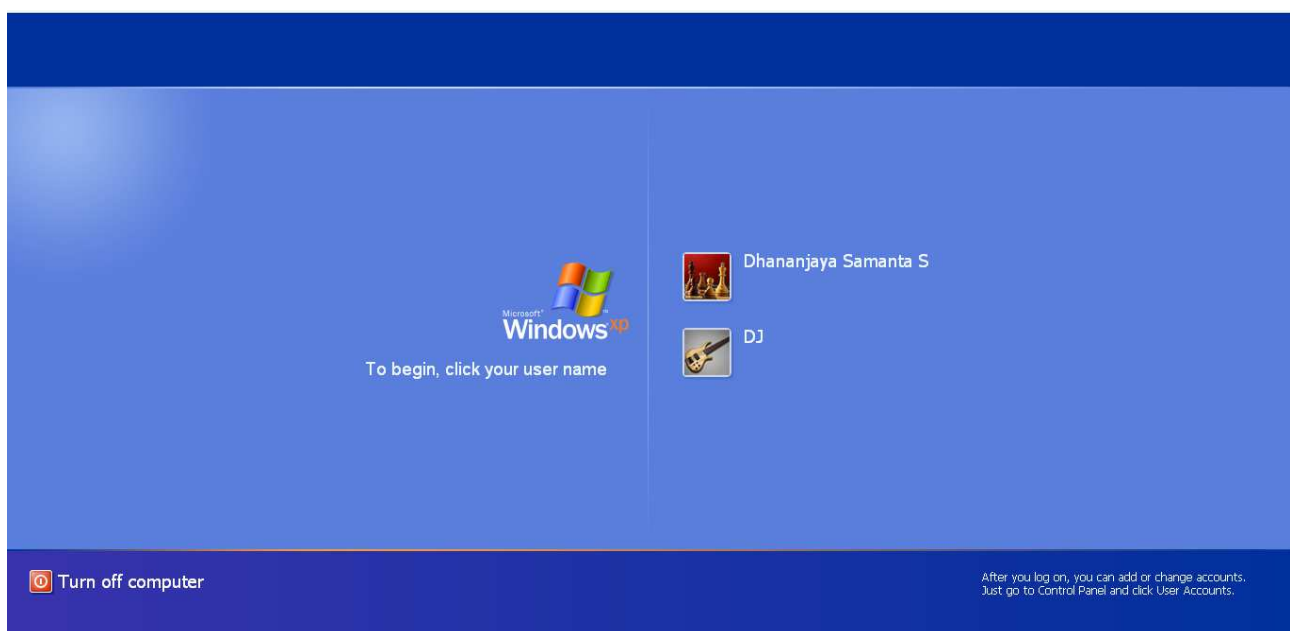 Microsoft®
Windows xp
To begin, click your user name
Dhananjaya Samanta S
DJ
Turn off computer
After you log on, you can add or change accounts.
Just go to Control Panel and click User Accounts.